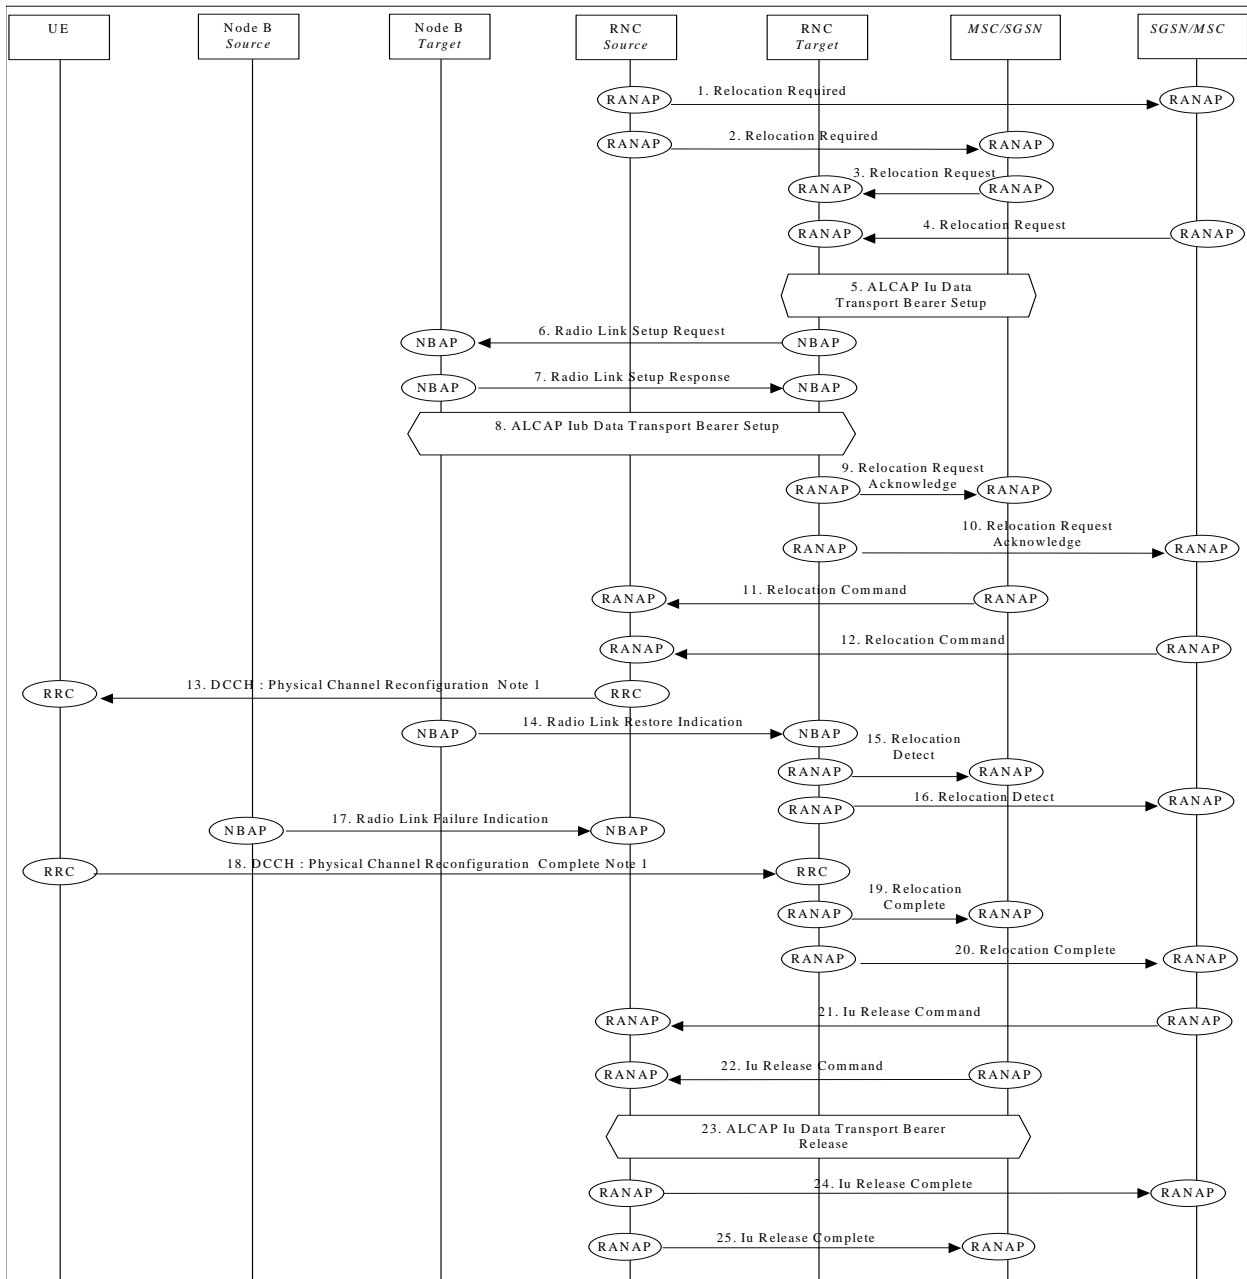 UE
Node B
Source
Node B
Target
RNC
Source
RNC
Target
MSC/SGSN
SGSN/MSC
RANAP 1. Relocation Required RANAP
RANAP 2. Relocation Required RANAP
RANAP 3. Relocation Request RANAP
RANAP 4. Relocation Request RANAP
5. ALCAP Iu Data
Transport Bearer Setup
NBAP 6. Radio Link Setup Request NBAP
NBAP 7. Radio Link Setup Response NBAP
8. ALCAP Iub Data Transport Bearer Setup
9. Relocation Request
RANAP Acknowledge RANAP
10. Relocation Request
RANAP Acknowledge RANAP
RANAP 11. Relocation Command RANAP
RANAP 12. Relocation Command RANAP
RRC 13. DCCH : Physical Channel Reconfiguration Note 1 RRC
NBAP 14. Radio Link Restore Indication NBAP
15. Relocation
Detect
RANAP RANAP
RANAP 16. Relocation Detect RANAP
NBAP 17. Radio Link Failure Indication NBAP
RRC 18. DCCH : Physical Channel Reconfiguration Complete Note 1 RRC
19. Relocation
Complete
RANAP RANAP
RANAP 20. Relocation Complete RANAP
RANAP 21. Iu Release Command RANAP
RANAP 22. Iu Release Command RANAP
23. ALCAP Iu Data Transport Bearer
Release
RANAP 24. Iu Release Complete RANAP
RANAP 25. Iu Release Complete RANAP